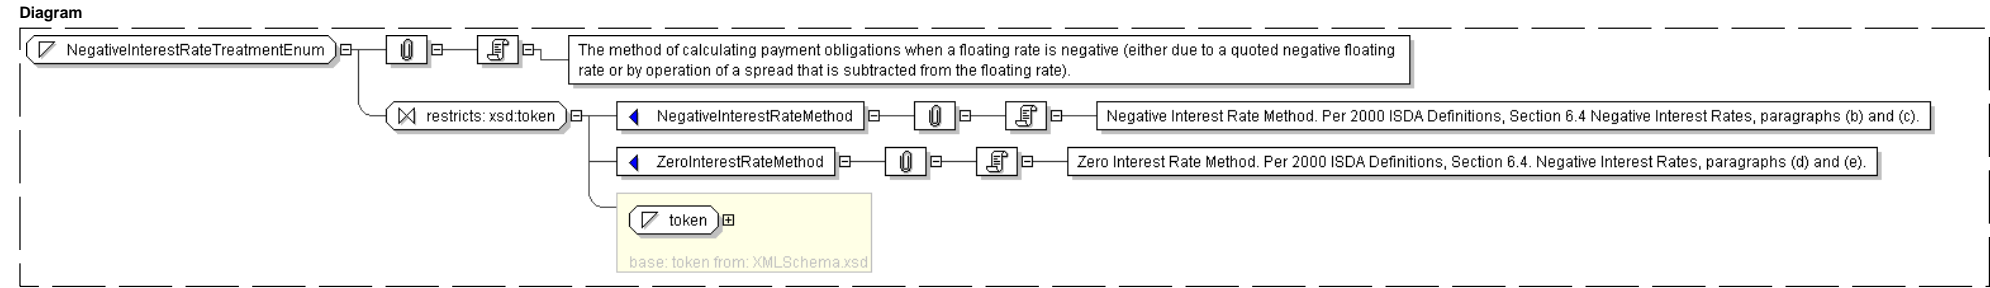 Diagram
NegativeInterestRateTreatmentEnum
The method of calculating payment obligations when a floating rate is negative (either due to a quoted negative floating
rate or by operation of a spread that is subtracted from the floating rate).
restricts: xsd:token
NegativeInterestRateMethod
Negative Interest Rate Method. Per 2000 ISDA Definitions, Section 6.4 Negative Interest Rates, paragraphs (b) and (c).
ZeroInterestRateMethod
Zero Interest Rate Method. Per 2000 ISDA Definitions, Section 6.4. Negative Interest Rates, paragraphs (d) and (e).
token
base: token from: XMLSchema.xsd